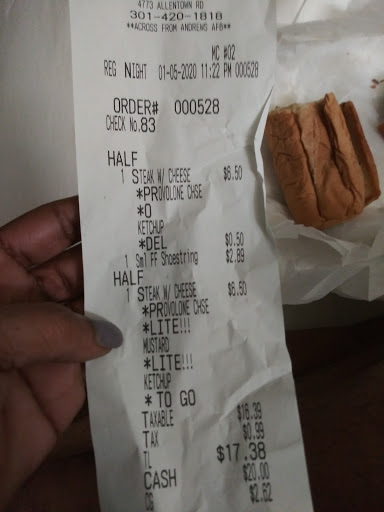 4773 ALLENTOWN RD
301-420-1818
**ACROSS FROM ANDREWS AFB**
MC #02
REG NIGHT 01-05-2020 11:22 PM 000528
ORDER# 000528
CHECK No.83
HALF
1 STEAK W/ CHEESE $6.50
*PROVOLONE CHSE
*O
KETCHUP
*DEL $0.50
1 Sml FF Shoestring $2.89
HALF
1 STEAK W/ CHEESE $6.50
*PROVOLONE CHSE
*LITE!!!
MUSTARD
*LITE!!!
KETCHUP
* TO GO
TAXABLE $16.39
TAX $0.99
TL $17.38
CASH $20.00
CG $2.62